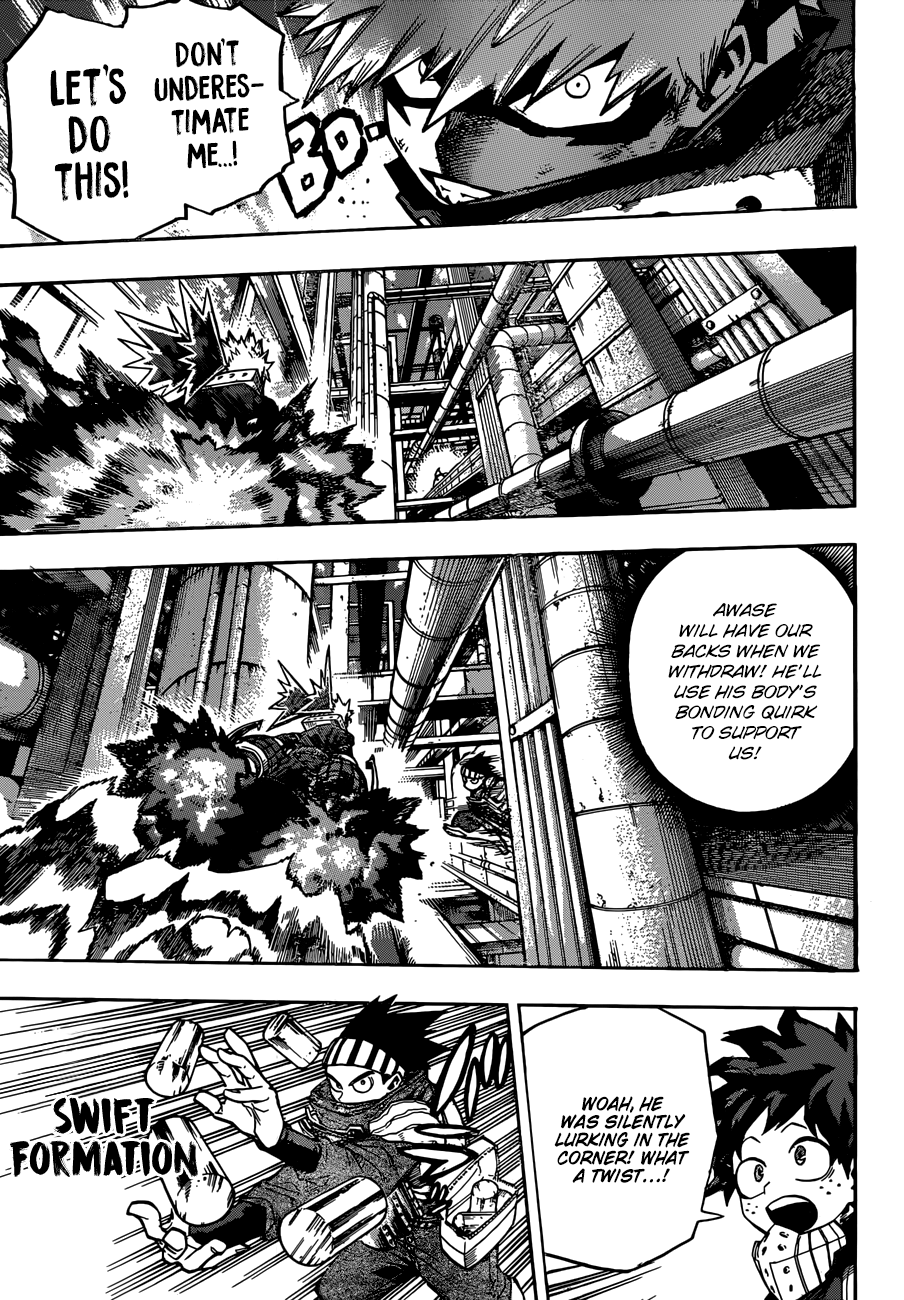 DON'T
UNDERES-
TIMATE
ME...!
LET'S
DO
THIS!
BO-
AWASE
WILL HAVE OUR
BACKS WHEN WE
WITHDRAW! HE'LL
USE HIS BODY'S
BONDING QUIRK
TO SUPPORT
US!
WOAH, HE
WAS SILENTLY
LURKING IN THE
CORNER! WHAT
A TWIST...!
SWIFT
FORMATION